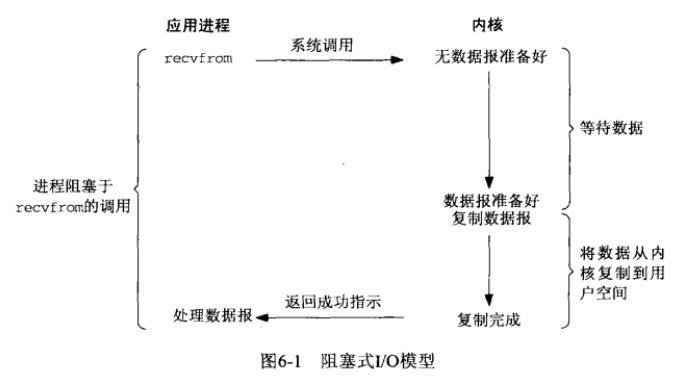 应用进程
内核
recvfrom
系统调用
无数据报准备好
等待数据
进程阻塞于
recvfrom的调用
数据报准备好
复制数据报
将数据从内
核复制到用
户空间
处理数据报
返回成功指示
复制完成
图6-1 阻塞式I/O模型